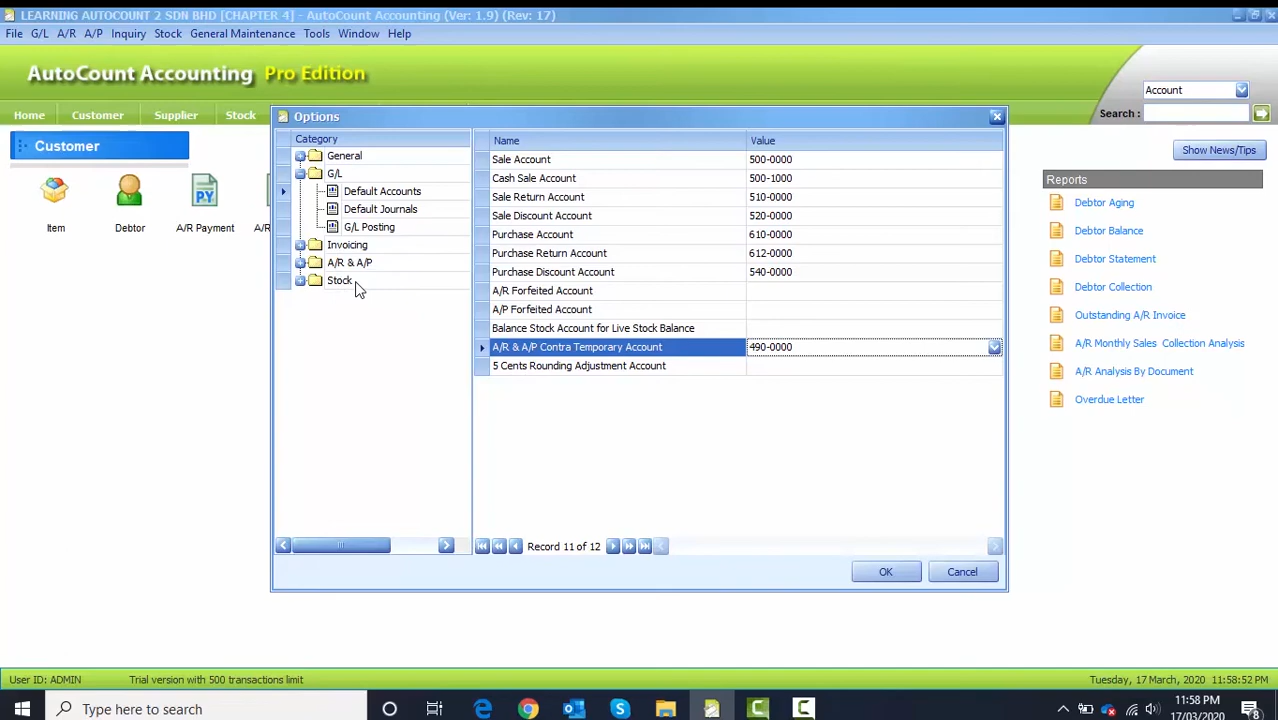 LEARNING AUTOCOUNT 2 SDN BHD [CHAPTER 4] - AutoCount Accounting (Ver: 1.9) (Rev: 17)
File G/L A/R A/P Inquiry Stock General Maintenance Tools Window Help
AutoCount Accounting Pro Edition
Account
Search :
Home Customer Supplier Stock
Show News/Tips
Customer
Item
Debtor
PY
A/R Payment
A/R
Options
Category
General
G/L
Default Accounts
Default Journals
G/L Posting
Invoicing
A/R & A/P
Stock
Name Value
Sale Account 500-0000
Cash Sale Account 500-1000
Sale Return Account 510-0000
Sale Discount Account 520-0000
Purchase Account 610-0000
Purchase Return Account 612-0000
Purchase Discount Account 540-0000
A/R Forfeited Account
A/P Forfeited Account
Balance Stock Account for Live Stock Balance
A/R & A/P Contra Temporary Account 490-0000
5 Cents Rounding Adjustment Account
Record 11 of 12
OK Cancel
Reports
Debtor Aging
Debtor Balance
Debtor Statement
Debtor Collection
Outstanding A/R Invoice
A/R Monthly Sales Collection Analysis
A/R Analysis By Document
Overdue Letter
User ID: ADMIN Trial version with 500 transactions limit Tuesday, 17 March, 2020 11:58:52 PM
Type here to search
11:58 PM
17/03/2020
8